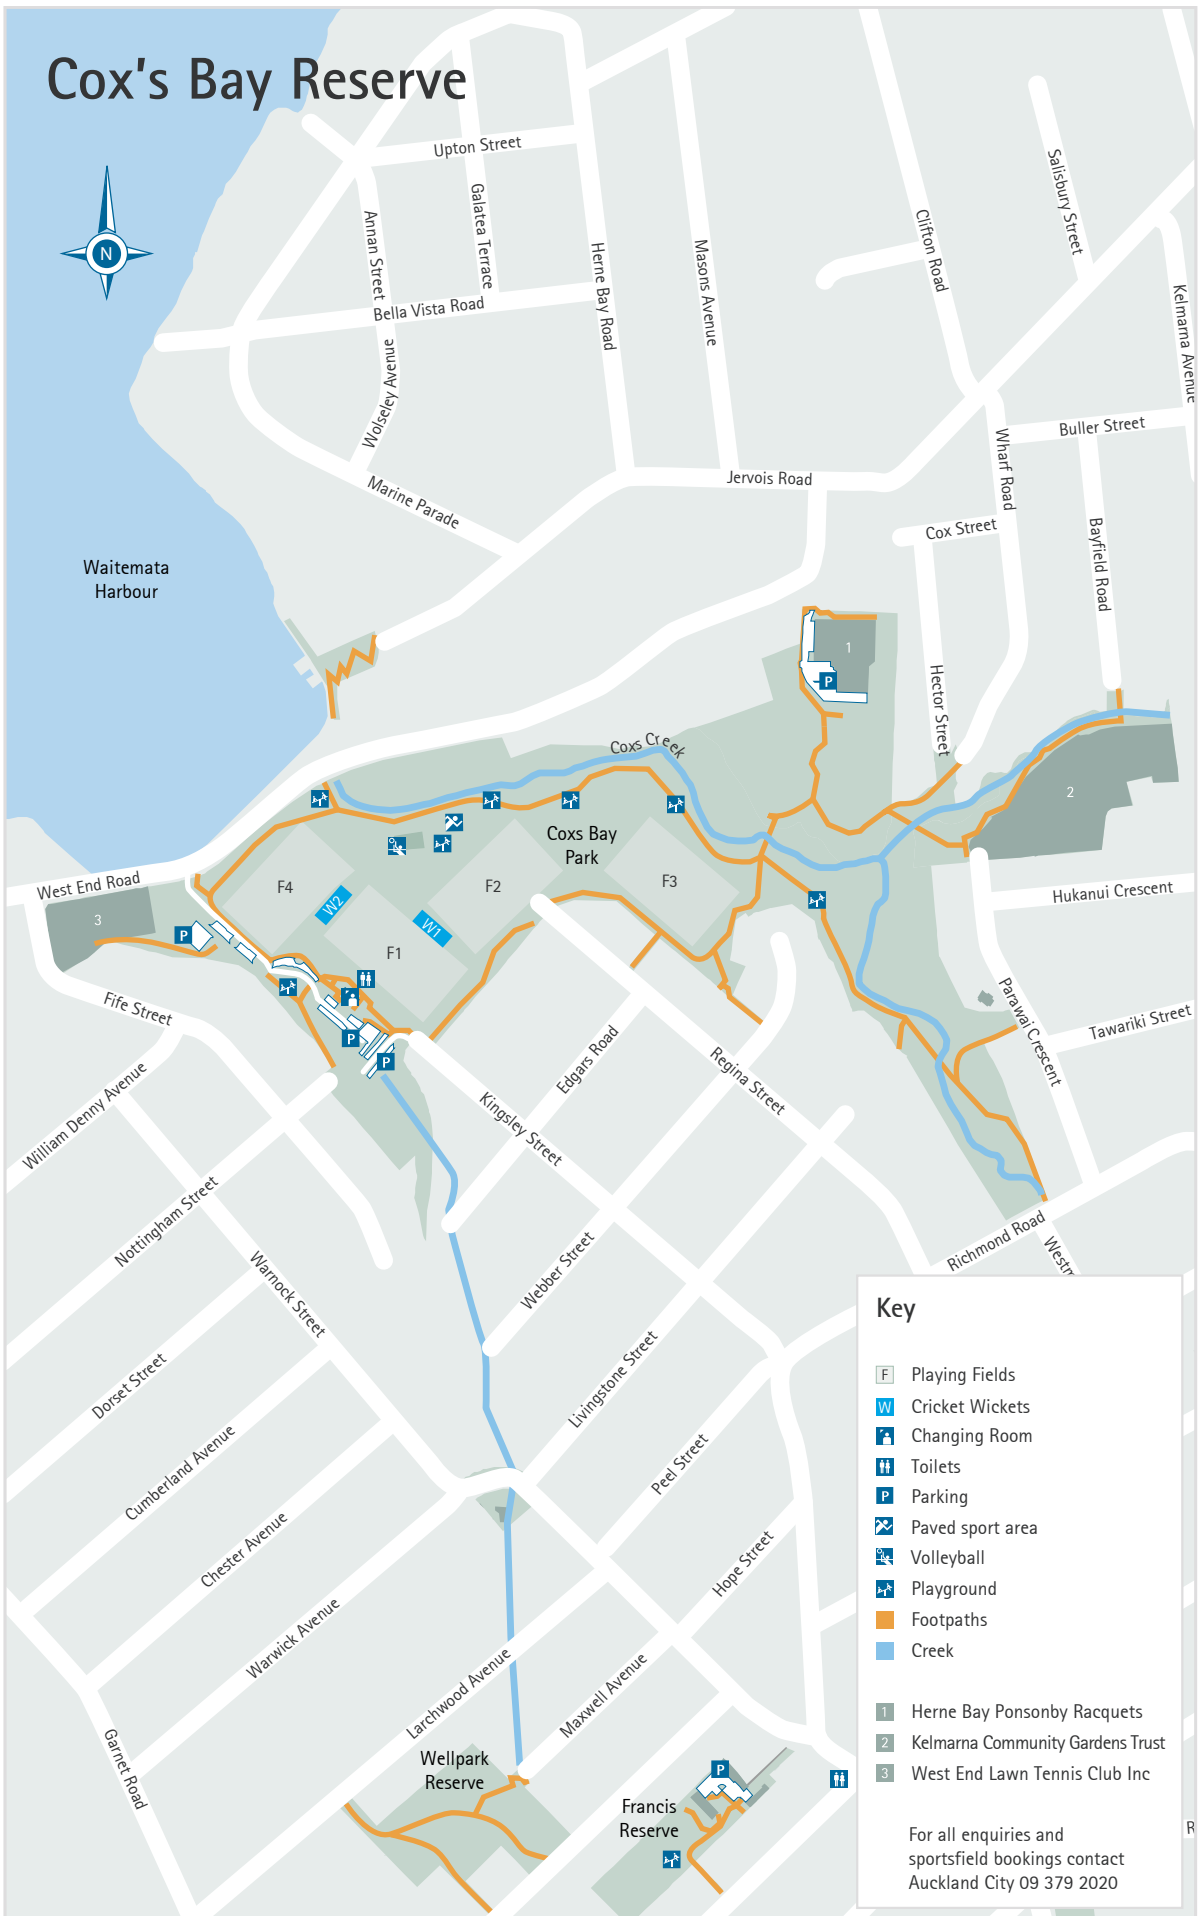 Cox's Bay Reserve
N
Upton Street
Galatea Terrace
Annan Street
Bella Vista Road
Herne Bay Road
Masons Avenue
Clifton Road
Salisbury Street
Kelmarna Avenue
Wolseley Avenue
Marine Parade
Jervois Road
Wharf Road
Buller Street
Cox Street
Bayfield Road
Waitemata
Harbour
1
P
Hector Street
Coxs Creek
2
Coxs Bay
Park
West End Road
3
F4
W2
F2
W1
F3
F1
P
Hukanui Crescent
Fife Street
Parawai Crescent
Tawariki Street
P
P
William Denny Avenue
Edgars Road
Regina Street
Kingsley Street
Nottingham Street
Webber Street
Richmond Road
Westm
Warnock Street
Dorset Street
Livingstone Street
Cumberland Avenue
Peel Street
Chester Avenue
Hope Street
Warwick Avenue
Larchwood Avenue
Maxwell Avenue
Garnet Road
Wellpark
Reserve
P
Francis
Reserve
R
Key
F Playing Fields
W Cricket Wickets
Changing Room
Toilets
P Parking
Paved sport area
Volleyball
Playground
Footpaths
Creek
1 Herne Bay Ponsonby Racquets
2 Kelmarna Community Gardens Trust
3 West End Lawn Tennis Club Inc
For all enquiries and
sportsfield bookings contact
Auckland City 09 379 2020